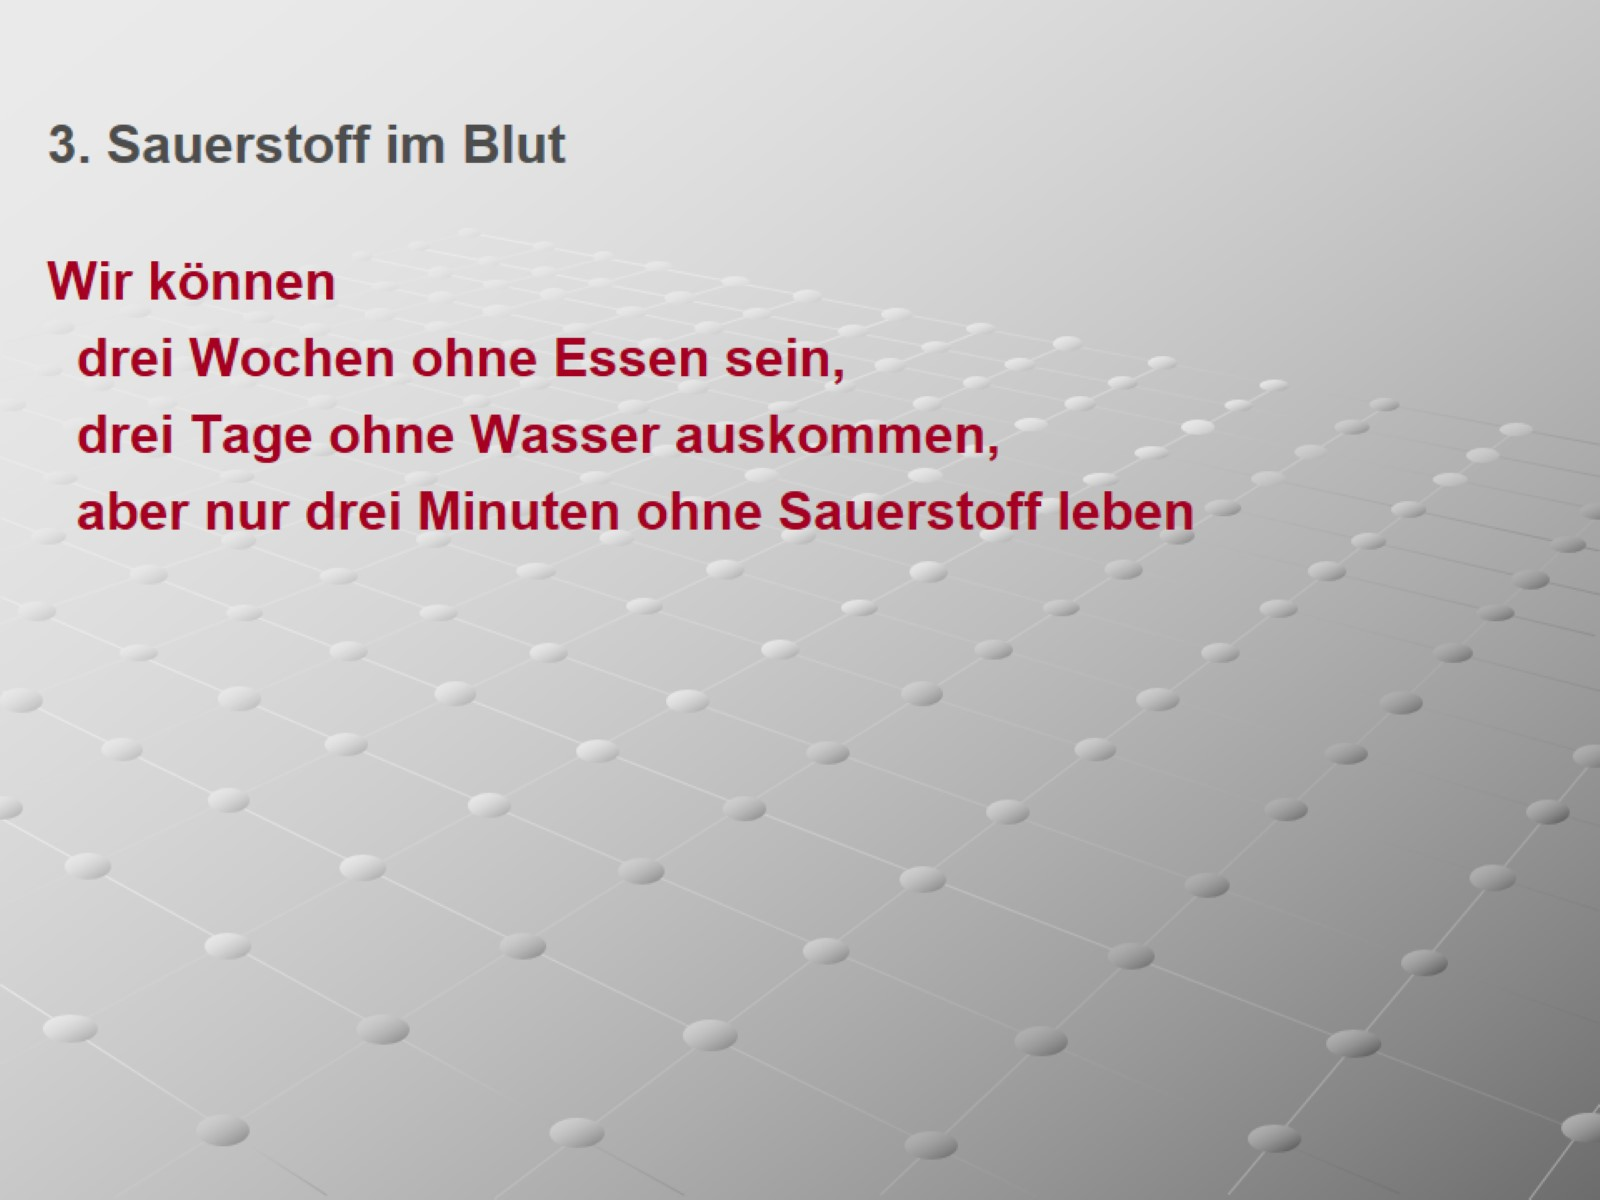 3. Sauerstoff im Blut
Wir können
drei Wochen ohne Essen sein,
drei Tage ohne Wasser auskommen,
aber nur drei Minuten ohne Sauerstoff leben